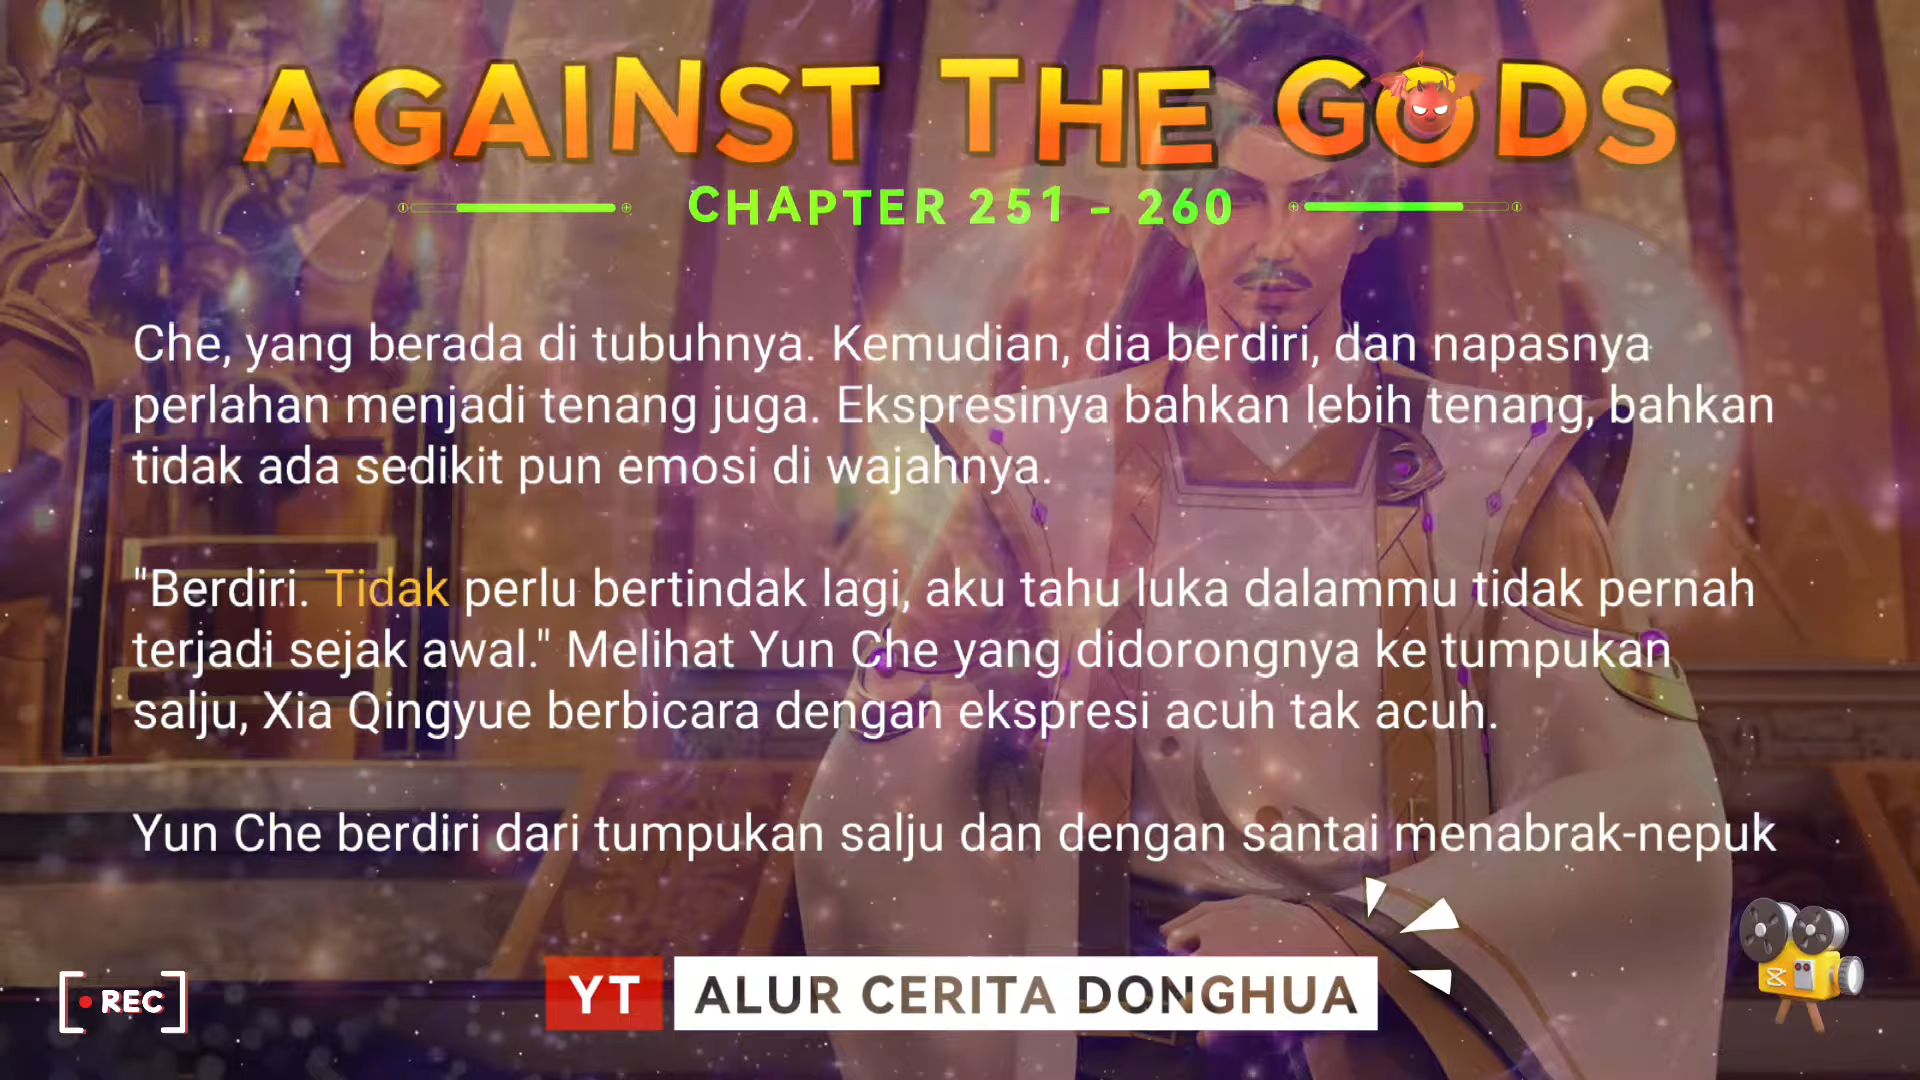 AGAINST THE GODS
CHAPTER 251 - 260
Che, yang berada di tubuhnya. Kemudian, dia berdiri, dan napasnya
perlahan menjadi tenang juga. Ekspresinya bahkan lebih tenang, bahkan
tidak ada sedikit pun emosi di wajahnya.
"Berdiri. Tidak perlu bertindak lagi, aku tahu luka dalammu tidak pernah
terjadi sejak awal." Melihat Yun Che yang didorongnya ke tumpukan
salju, Xia Qingyue berbicara dengan ekspresi acuh tak acuh.
Yun Che berdiri dari tumpukan salju dan dengan santai menabrak-nepuk
REC
YT ALUR CERITA DONGHUA